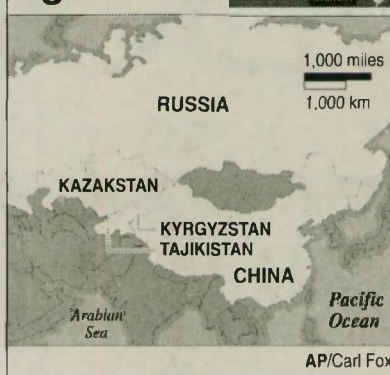 1,000 miles
1,000 km
RUSSIA
KAZAKSTAN
KYRGYZSTAN
TAJIKISTAN
CHINA
Arabian
Sea
Pacific
Ocean
AP/Carl Fox